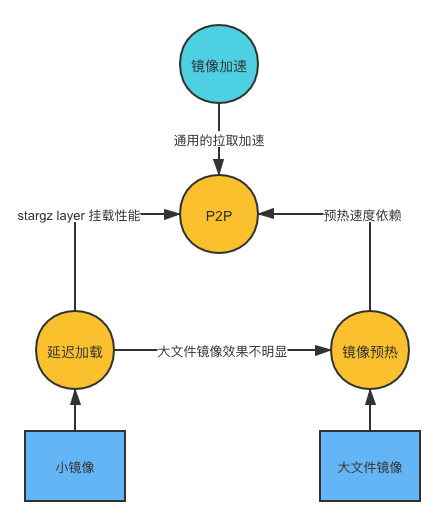 镜像加速
通用的拉取加速
stargz layer 挂载性能
P2P
预热速度依赖
延迟加载
大文件镜像效果不明显
镜像预热
小镜像
大文件镜像